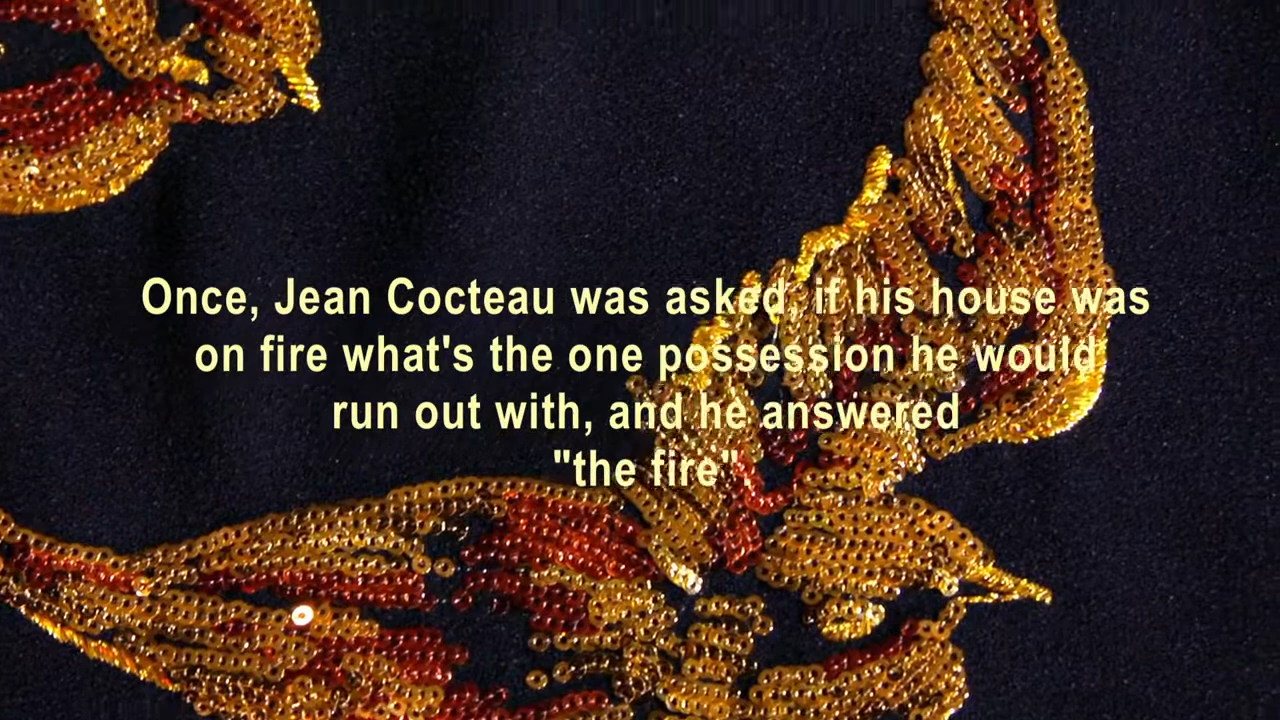 Once, Jean Cocteau was asked, if his house was
on fire what's the one possession he would
run out with, and he answered
"the fire".